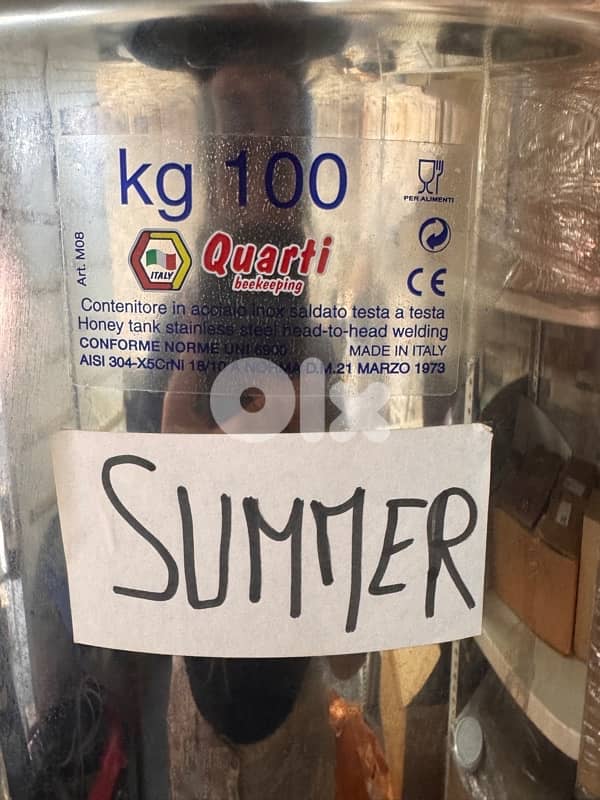 kg 100
PER ALIMENTI
Art. M08
ITALY
Quarti
beekeeping
CE
Contenitore in acciaio inox saldato testa a testa
Honey tank stainless steel head-to-head welding
CONFORME NORME UNI 6900 MADE IN ITALY
AISI 304-X5CrNi 18/10 A NORMA D.M.21 MARZO 1973
olx
SUMMER